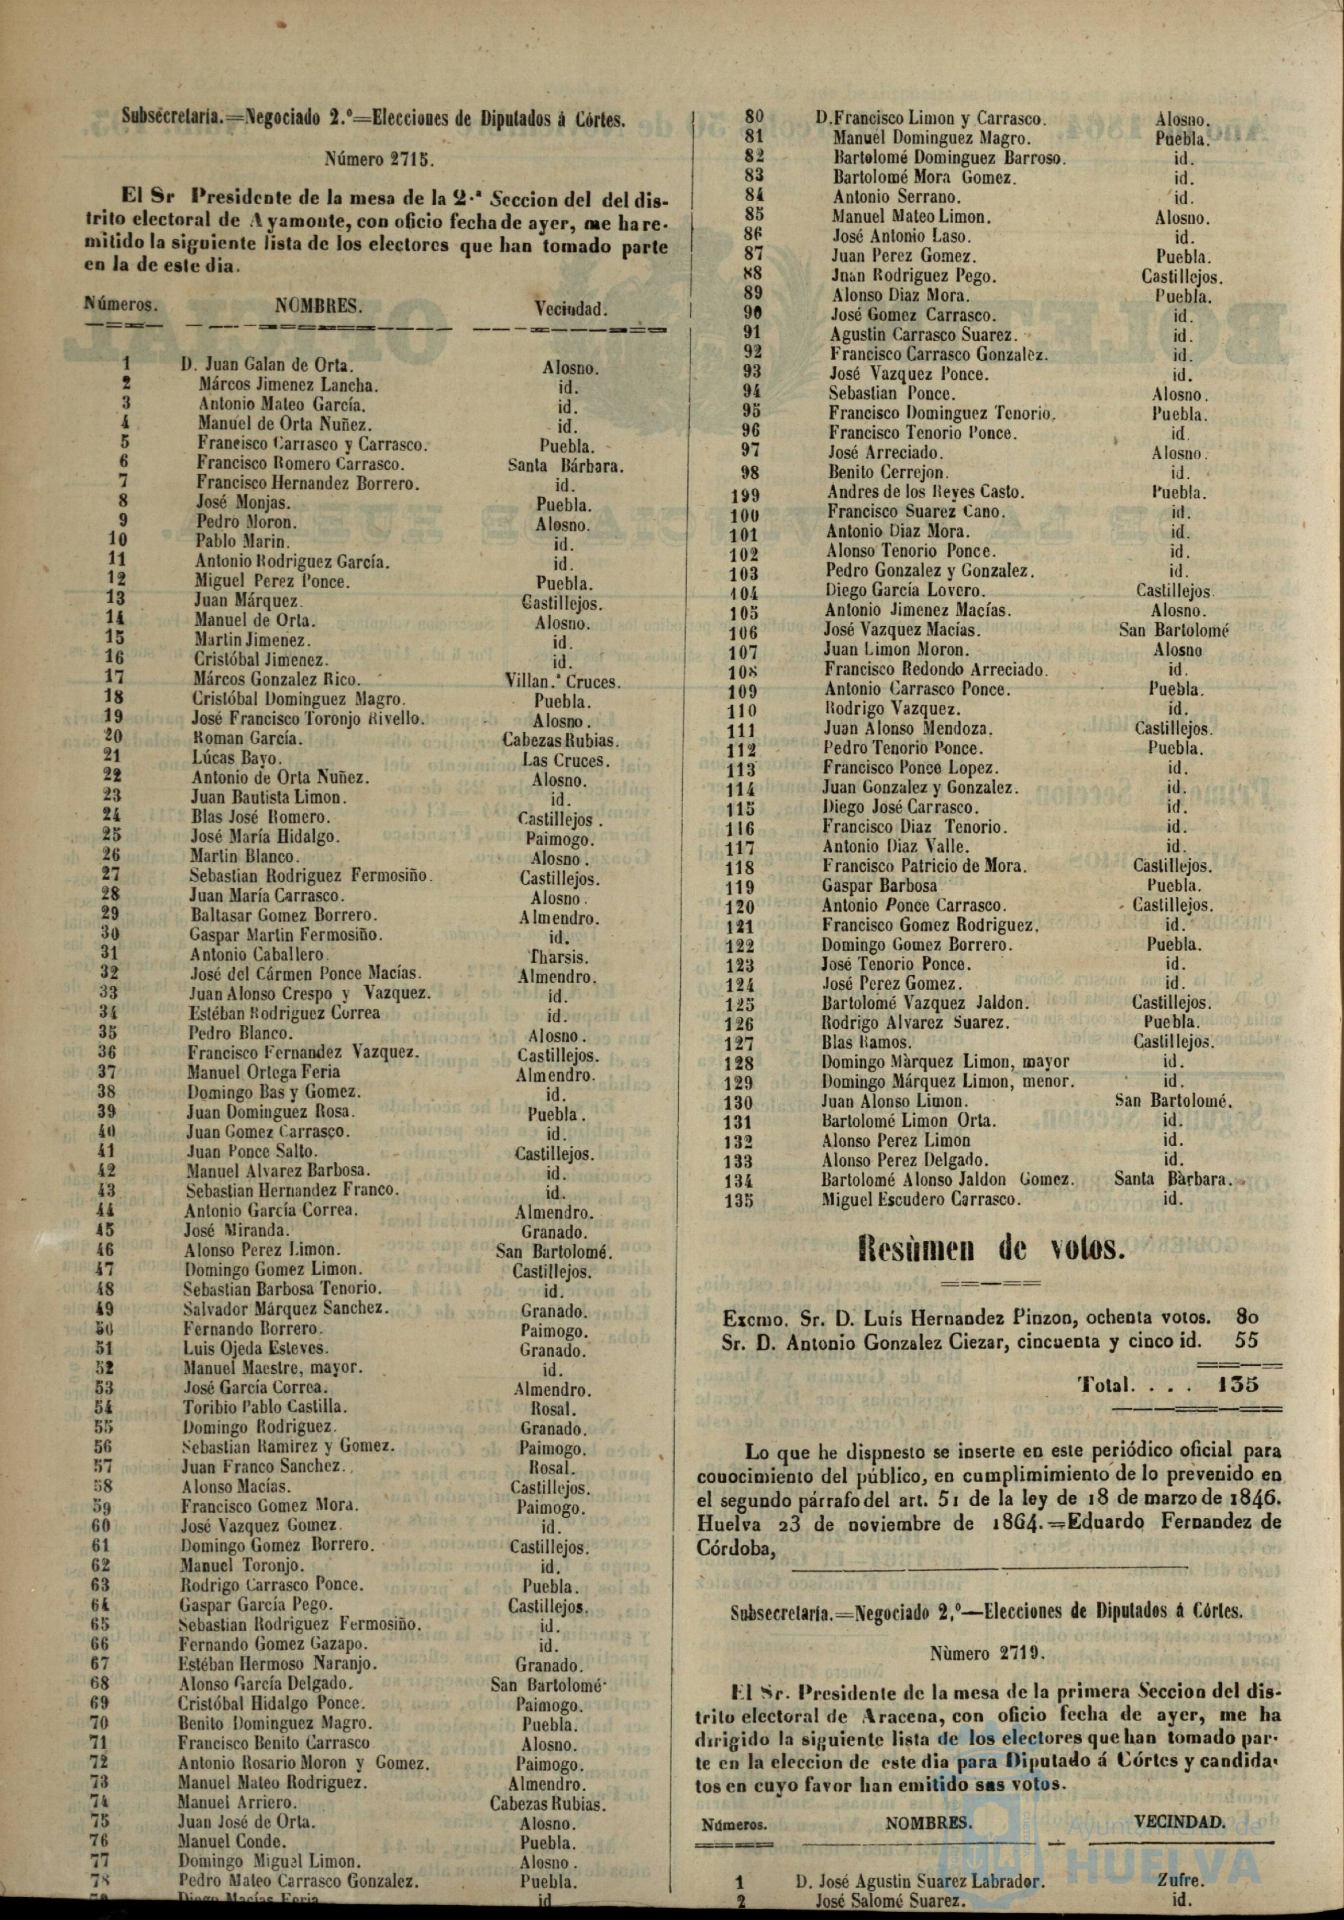 Subsecretaría.=Negociado 2.º=Elecciones de Diputados á Córtes.
Número 2715.
El Sr Presidente de la mesa de la 2.ª Seccion del del dis-
trito electoral de Ayamonte, con oficio fecha de ayer, me ha re-
mitido la siguiente lista de los electores que han tomado parte
en la de este dia.
Números. NOMBRES. Vecindad.
1 D. Juan Galan de Orta. Alosno.
2 Márcos Jimenez Lancha. id.
3 Antonio Mateo García. id.
4 Manuel de Orta Nuñez. id.
5 Francisco Carrasco y Carrasco. Puebla.
6 Francisco Romero Carrasco. Santa Bárbara.
7 Francisco Hernandez Borrero. id.
8 José Monjas. Puebla.
9 Pedro Moron. Alosno.
10 Pablo Marin. id.
11 Antonio Rodriguez García. id.
12 Miguel Perez Ponce. Puebla.
13 Juan Márquez. Castillejos.
14 Manuel de Orta. Alosno.
15 Martin Jimenez. id.
16 Cristóbal Jimenez. id.
17 Márcos Gonzalez Rico. Villan.ª Cruces.
18 Cristóbal Dominguez Magro. Puebla.
19 José Francisco Toronjo Rivello. Alosno.
20 Roman García. Cabezas Rubias.
21 Lúcas Bayo. Las Cruces.
22 Antonio de Orta Nuñez. Alosno.
23 Juan Bautista Limon. id.
24 Blas José Romero. Castillejos.
25 José María Hidalgo. Paimogo.
26 Martin Blanco. Alosno.
27 Sebastian Rodriguez Fermosiño. Castillejos.
28 Juan María Carrasco. Alosno.
29 Baltasar Gomez Borrero. Almendro.
30 Gaspar Martin Fermosiño. id.
31 Antonio Caballero. Tharsis.
32 José del Cármen Ponce Macías. Almendro.
33 Juan Alonso Crespo y Vazquez. id.
34 Estéban Rodriguez Correa id.
35 Pedro Blanco. Alosno.
36 Francisco Fernandez Vazquez. Castillejos.
37 Manuel Ortega Feria Almendro.
38 Domingo Bas y Gomez. id.
39 Juan Dominguez Rosa. Puebla.
40 Juan Gomez Carrasco. id.
41 Juan Ponce Salto. Castillejos.
42 Manuel Alvarez Barbosa. id.
43 Sebastian Hernandez Franco. id.
44 Antonio García Correa. Almendro.
45 José Miranda. Granado.
46 Alonso Perez Limon. San Bartolomé.
47 Domingo Gomez Limon. Castillejos.
48 Sebastian Barbosa Tenorio. id.
49 Salvador Márquez Sanchez. Granado.
50 Fernando Borrero. Paimogo.
51 Luis Ojeda Esteves. Granado.
52 Manuel Maestre, mayor. id.
53 José García Correa. Almendro.
54 Toribio Pablo Castilla. Rosal.
55 Domingo Rodriguez. Granado.
56 Sebastian Ramirez y Gomez. Paimogo.
57 Juan Franco Sanchez. Rosal.
58 Alonso Macías. Castillejos.
59 Francisco Gomez Mora. Paimogo.
60 José Vazquez Gomez. id.
61 Domingo Gomez Borrero. Castillejos.
62 Manuel Toronjo. id.
63 Rodrigo Carrasco Ponce. Puebla.
64 Gaspar García Pego. Castillejos.
65 Sebastian Rodriguez Fermosiño. id.
66 Fernando Gomez Gazapo. id.
67 Estéban Hermoso Naranjo. Granado.
68 Alonso García Delgado. San Bartolomé.
69 Cristóbal Hidalgo Ponce. Paimogo.
70 Benito Dominguez Magro. Puebla.
71 Francisco Benito Carrasco Alosno.
72 Antonio Rosario Moron y Gomez. Paimogo.
73 Manuel Mateo Rodriguez. Almendro.
74 Manuel Arriero. Cabezas Rubias.
75 Juan José de Orta. Alosno.
76 Manuel Conde. Puebla.
77 Domingo Miguel Limon. Alosno.
78 Pedro Mateo Carrasco Gonzalez. Puebla.
79 Diego Macías Feria id
80 D. Francisco Limon y Carrasco. Alosno.
81 Manuel Dominguez Magro. Puebla.
82 Bartolomé Dominguez Barroso. id.
83 Bartolomé Mora Gomez. id.
84 Antonio Serrano. id.
85 Manuel Mateo Limon. Alosno.
86 José Antonio Laso. id.
87 Juan Perez Gomez. Puebla.
88 Jnan Rodriguez Pego. Castillejos.
89 Alonso Diaz Mora. Puebla.
90 José Gomez Carrasco. id.
91 Agustin Carrasco Suarez. id.
92 Francisco Carrasco Gonzalez. id.
93 José Vazquez Ponce. id.
94 Sebastian Ponce. Alosno.
95 Francisco Dominguez Tenorio. Puebla.
96 Francisco Tenorio Ponce. id.
97 José Arreciado. Alosno.
98 Benito Cerrejon. id.
199 Andres de los Reyes Casto. Puebla.
100 Francisco Suarez Cano. id.
101 Antonio Diaz Mora. id.
102 Alonso Tenorio Ponce. id.
103 Pedro Gonzalez y Gonzalez. id.
104 Diego García Lovero. Castillejos.
105 Antonio Jimenez Macías. Alosno.
106 José Vazquez Macías. San Bartolomé
107 Juan Limon Moron. Alosno
108 Francisco Redondo Arreciado. id.
109 Antonio Carrasco Ponce. Puebla.
110 Rodrigo Vazquez. id.
111 Juan Alonso Mendoza. Castillejos.
112 Pedro Tenorio Ponce. Puebla.
113 Francisco Ponce Lopez. id.
114 Juan Gonzalez y Gonzalez. id.
115 Diego José Carrasco. id.
116 Francisco Diaz Tenorio. id.
117 Antonio Diaz Valle. id.
118 Francisco Patricio de Mora. Castillejos.
119 Gaspar Barbosa Puebla.
120 Antonio Ponce Carrasco. Castillejos.
121 Francisco Gomez Rodriguez. id.
122 Domingo Gomez Borrero. Puebla.
123 José Tenorio Ponce. id.
124 José Perez Gomez. id.
125 Bartolomé Vazquez Jaldon. Castillejos.
126 Rodrigo Alvarez Suarez. Puebla.
127 Blas Ramos. Castillejos.
128 Domingo Màrquez Limon, mayor id.
129 Domingo Márquez Limon, menor. id.
130 Juan Alonso Limon. San Bartolomé.
131 Bartolomé Limon Orta. id.
132 Alonso Perez Limon id.
133 Alonso Perez Delgado. id.
134 Bartolomé Alonso Jaldon Gomez. Santa Bàrbara.
135 Miguel Escudero Carrasco. id.
Resùmen de votos.
Excmo. Sr. D. Luis Hernandez Pinzon, ochenta votos. 80
Sr. D. Antonio Gonzalez Ciezar, cincuenta y cinco id. 55
Total. . . . 135
Lo que he dispnesto se inserte en este periódico oficial para
conocimiento del público, en cumplimimiento de lo prevenido en
el segundo párrafo del art. 51 de la ley de 18 de marzo de 1846.
Huelva 23 de noviembre de 1864.=Eduardo Fernandez de
Córdoba,
Subsecretaría.=Negociado 2,º—Elecciones de Diputados á Córtes.
Nùmero 2719.
El Sr. Presidente de la mesa de la primera Seccion del dis-
trito electoral de Aracena, con oficio fecha de ayer, me ha
dirigido la siguiente lista de los electores que han tomado par-
te en la eleccion de este dia para Diputado á Córtes y candida-
tos en cuyo favor han emitido sas votos.
Números. NOMBRES. VECINDAD.
1 D. José Agustin Suarez Labrador. Zufre.
2 José Salomé Suarez. id.
Ayuntamiento de
HUELVA